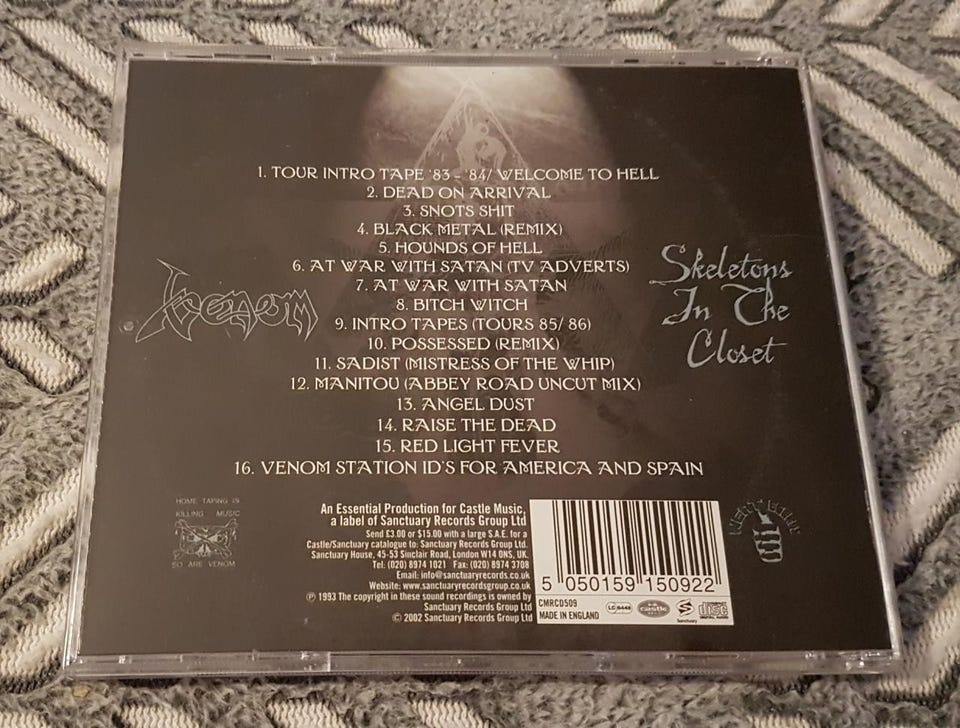 1. TOUR INTRO TAPE '83 - '84/ WELCOME TO HELL
2. DEAD ON ARRIVAL
3. SNOTS SHIT
4. BLACK METAL (REMIX)
5. HOUNDS OF HELL
6. AT WAR WITH SATAN (TV ADVERTS)
7. AT WAR WITH SATAN
8. BITCH WITCH
9. INTRO TAPES (TOURS 85/ 86)
10. POSSESSED (REMIX)
11. SADIST (MISTRESS OF THE WHIP)
12. MANITOU (ABBEY ROAD UNCUT MIX)
13. ANGEL DUST
14. RAISE THE DEAD
15. RED LIGHT FEVER
16. VENOM STATION ID'S FOR AMERICA AND SPAIN
VENOM
Skeletons
In The
Closet
HOME TAPING IS
KILLING MUSIC
SO ARE VENOM
An Essential Production for Castle Music,
a label of Sanctuary Records Group Ltd
Send £3.00 or $15.00 with a large S.A.E. for a
Castle/Sanctuary catalogue to: Sanctuary Records Group Ltd.
Sanctuary House, 45-53 Sinclair Road, London W14 0NS, UK.
Tel: (020) 8974 1021 Fax: (020) 8974 3708
Email: info@sanctuaryrecords.co.uk
Website: www.sanctuaryrecords.co.uk
℗ 1993 The copyright in these sound recordings is owned by
Sanctuary Records Group Ltd
© 2002 Sanctuary Records Group Ltd
5 050159 150922
CMRCD509
MADE IN ENGLAND
LC 6448
castle
Sanctuary
disc
DIGITAL AUDIO